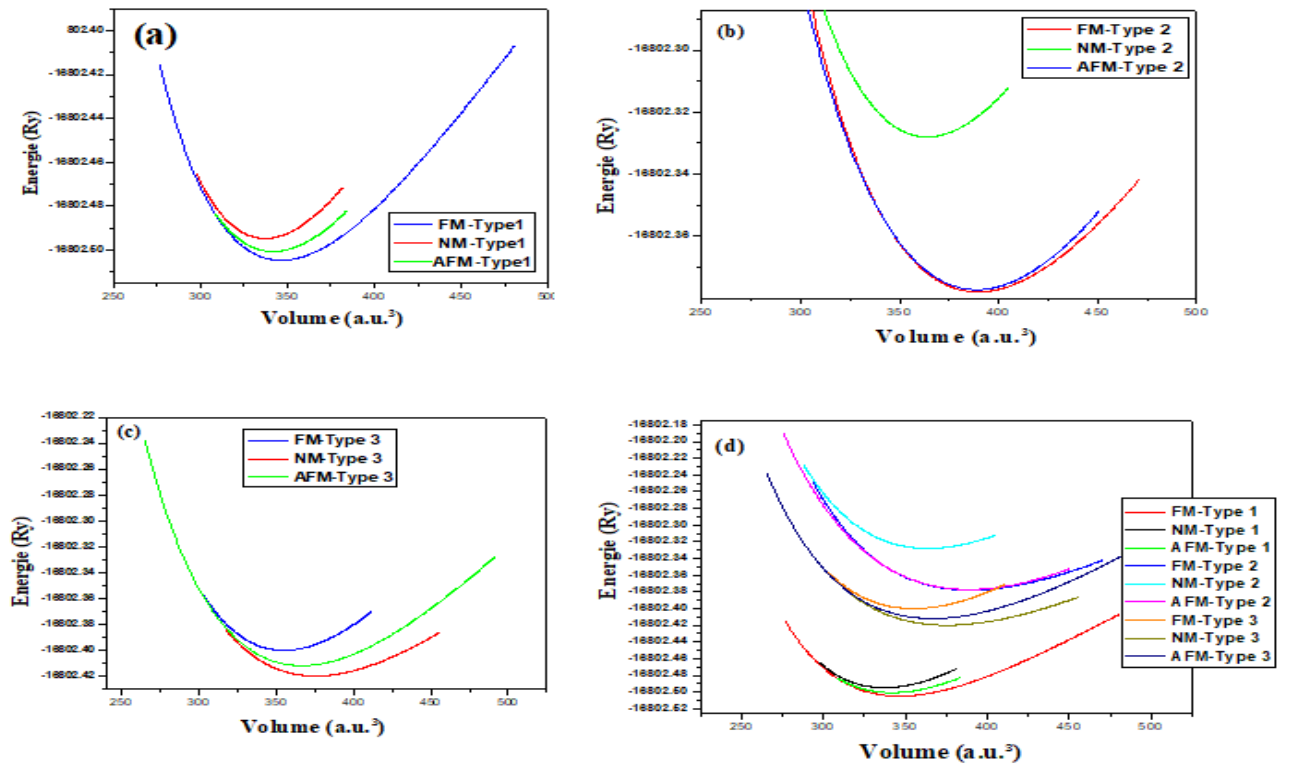 (a)
802.40
-16802.42
-16802.44
-16802.46
-16802.48
-16802.60
Energie (Ry)
FM-Type1
NM-Type1
AFM-Type1
250 300 350 400 450 500
Volume (a.u.³)
(b)
-16802.30
-16802.32
-16802.34
-16802.36
Energie (Ry)
FM-Type 2
NM-Type 2
AFM-Type 2
250 300 350 400 450 500
Volume (a.u.³)
(c)
-16802.22
-16802.34
-16802.36
-16802.38
-16802.30
-16802.32
-16802.34
-16802.36
-16802.38
-16802.40
-16802.42
Energie (Ry)
FM-Type 3
NM-Type 3
AFM-Type 3
250 300 350 400 450 500
Volume (a.u.³)
(d)
-16802.18
-16802.20
-16802.22
-16802.24
-16802.26
-16802.28
-16802.30
-16802.32
-16802.34
-16802.36
-16802.38
-16802.40
-16802.42
-16802.44
-16802.46
-16802.48
-16802.50
-16802.52
Energie (Ry)
FM-Type 1
NM-Type 1
AFM-Type 1
FM-Type 2
NM-Type 2
AFM-Type 2
FM-Type 3
NM-Type 3
AFM-Type 3
250 300 350 400 450 500
Volume (a.u.³)